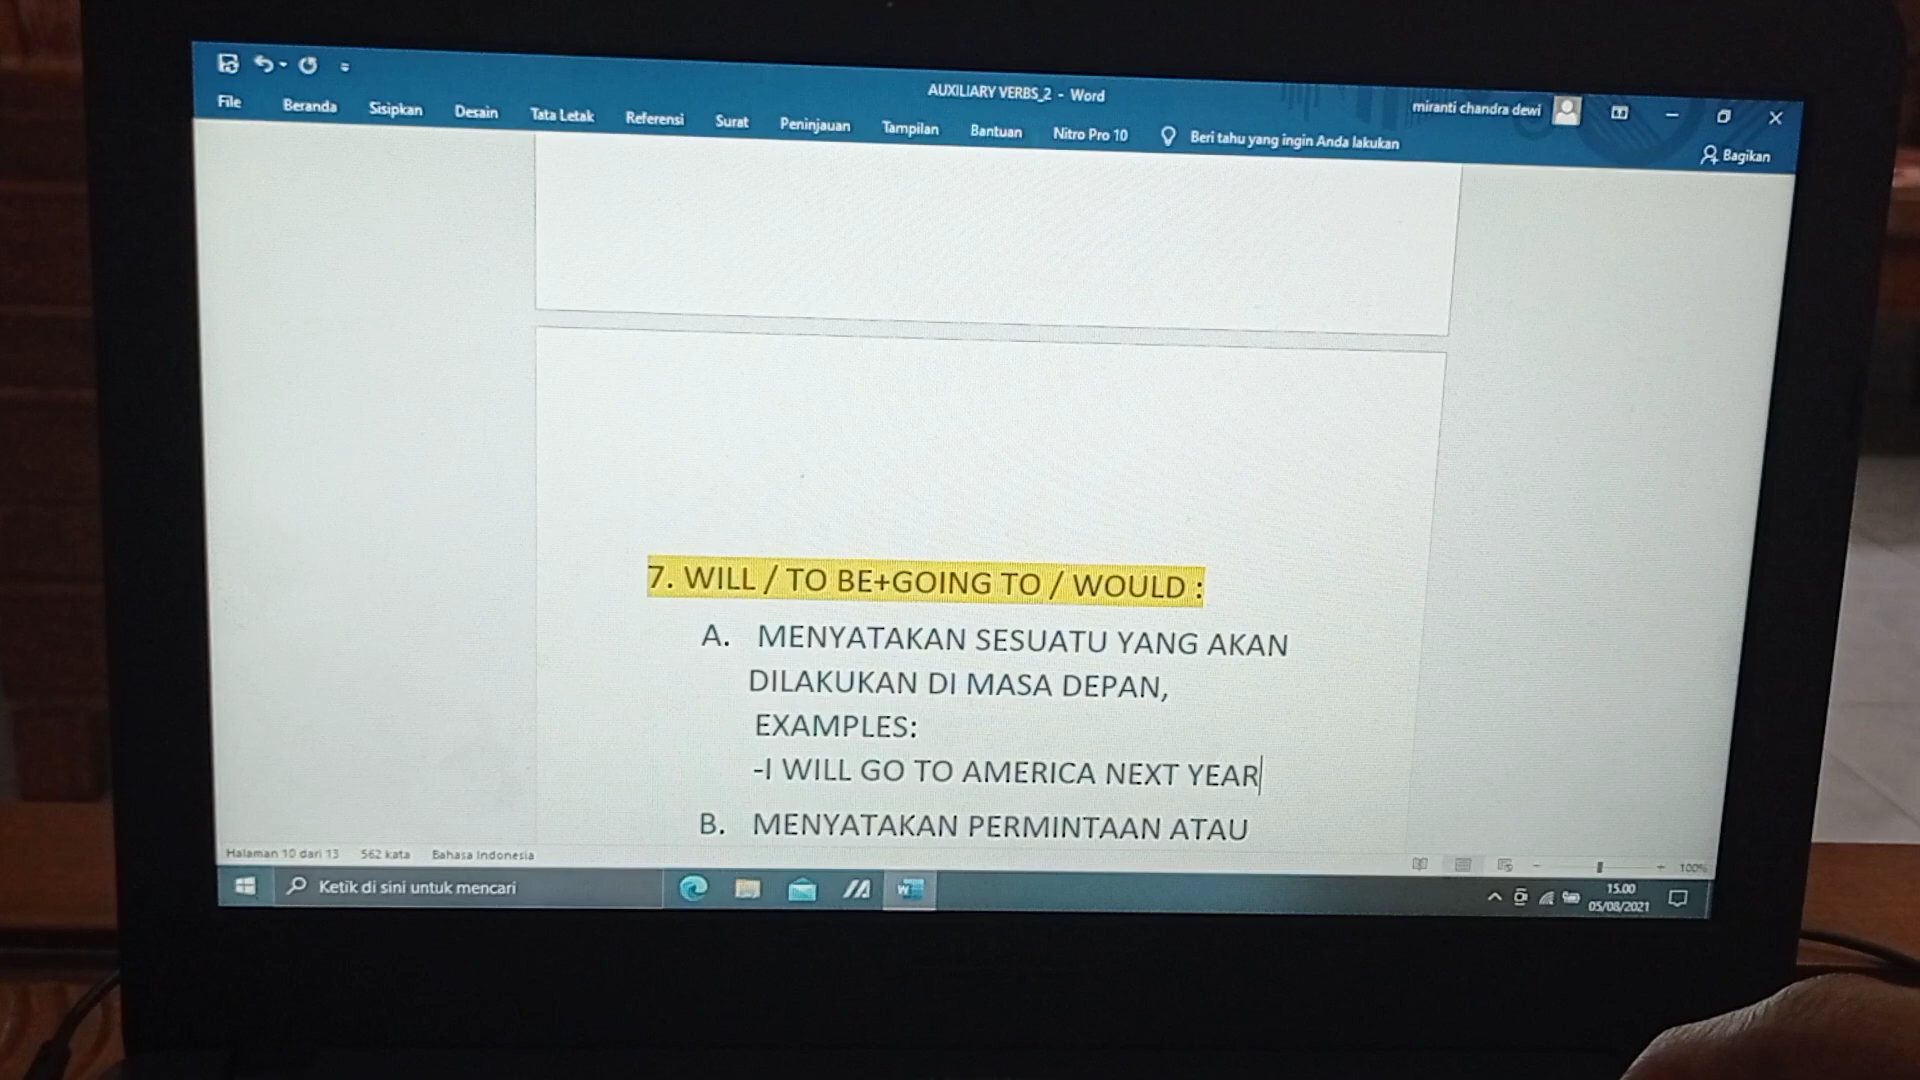 AUXILIARY VERBS_2 - Word
miranti chandra dewi
File Beranda Sisipkan Desain Tata Letak Referensi Surat Peninjauan Tampilan Bantuan Nitro Pro 10 Beri tahu yang ingin Anda lakukan
Bagikan
7. WILL / TO BE+GOING TO / WOULD :
A. MENYATAKAN SESUATU YANG AKAN
DILAKUKAN DI MASA DEPAN,
EXAMPLES:
-I WILL GO TO AMERICA NEXT YEAR
B. MENYATAKAN PERMINTAAN ATAU
Halaman 10 dari 13 562 kata Bahasa Indonesia
100%
Ketik di sini untuk mencari
15.00
05/08/2021